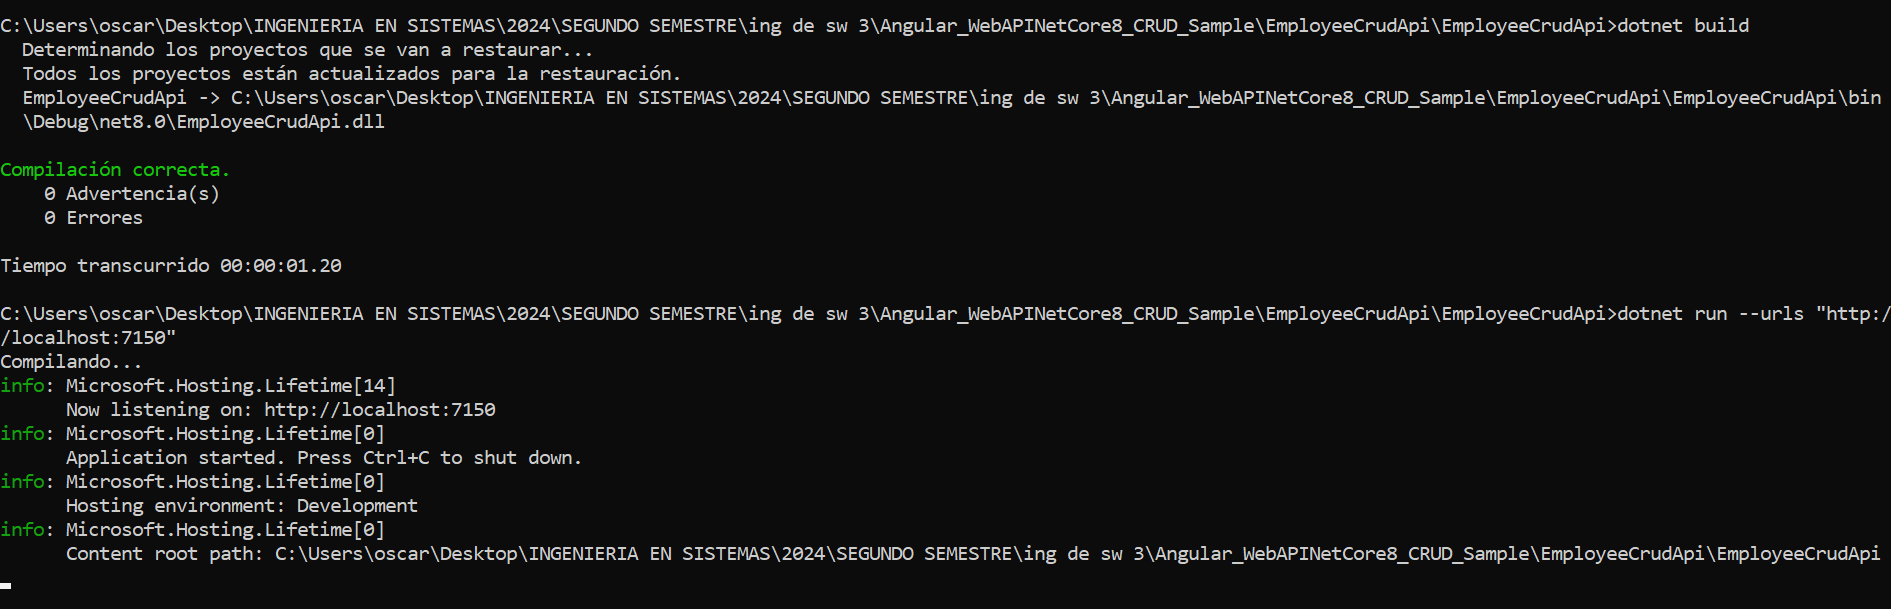 C:\Users\oscar\Desktop\INGENIERIA EN SISTEMAS\2024\SEGUNDO SEMESTRE\ing de sw 3\Angular_WebAPINetCore8_CRUD_Sample\EmployeeCrudApi\EmployeeCrudApi>dotnet build
Determinando los proyectos que se van a restaurar...
Todos los proyectos están actualizados para la restauración.
EmployeeCrudApi -> C:\Users\oscar\Desktop\INGENIERIA EN SISTEMAS\2024\SEGUNDO SEMESTRE\ing de sw 3\Angular_WebAPINetCore8_CRUD_Sample\EmployeeCrudApi\EmployeeCrudApi\bin
\Debug\net8.0\EmployeeCrudApi.dll
Compilación correcta.
0 Advertencia(s)
0 Errores
Tiempo transcurrido 00:00:01.20
C:\Users\oscar\Desktop\INGENIERIA EN SISTEMAS\2024\SEGUNDO SEMESTRE\ing de sw 3\Angular_WebAPINetCore8_CRUD_Sample\EmployeeCrudApi\EmployeeCrudApi>dotnet run --urls "http:/
/localhost:7150"
Compilando...
info: Microsoft.Hosting.Lifetime[14]
Now listening on: http://localhost:7150
info: Microsoft.Hosting.Lifetime[0]
Application started. Press Ctrl+C to shut down.
info: Microsoft.Hosting.Lifetime[0]
Hosting environment: Development
info: Microsoft.Hosting.Lifetime[0]
Content root path: C:\Users\oscar\Desktop\INGENIERIA EN SISTEMAS\2024\SEGUNDO SEMESTRE\ing de sw 3\Angular_WebAPINetCore8_CRUD_Sample\EmployeeCrudApi\EmployeeCrudApi